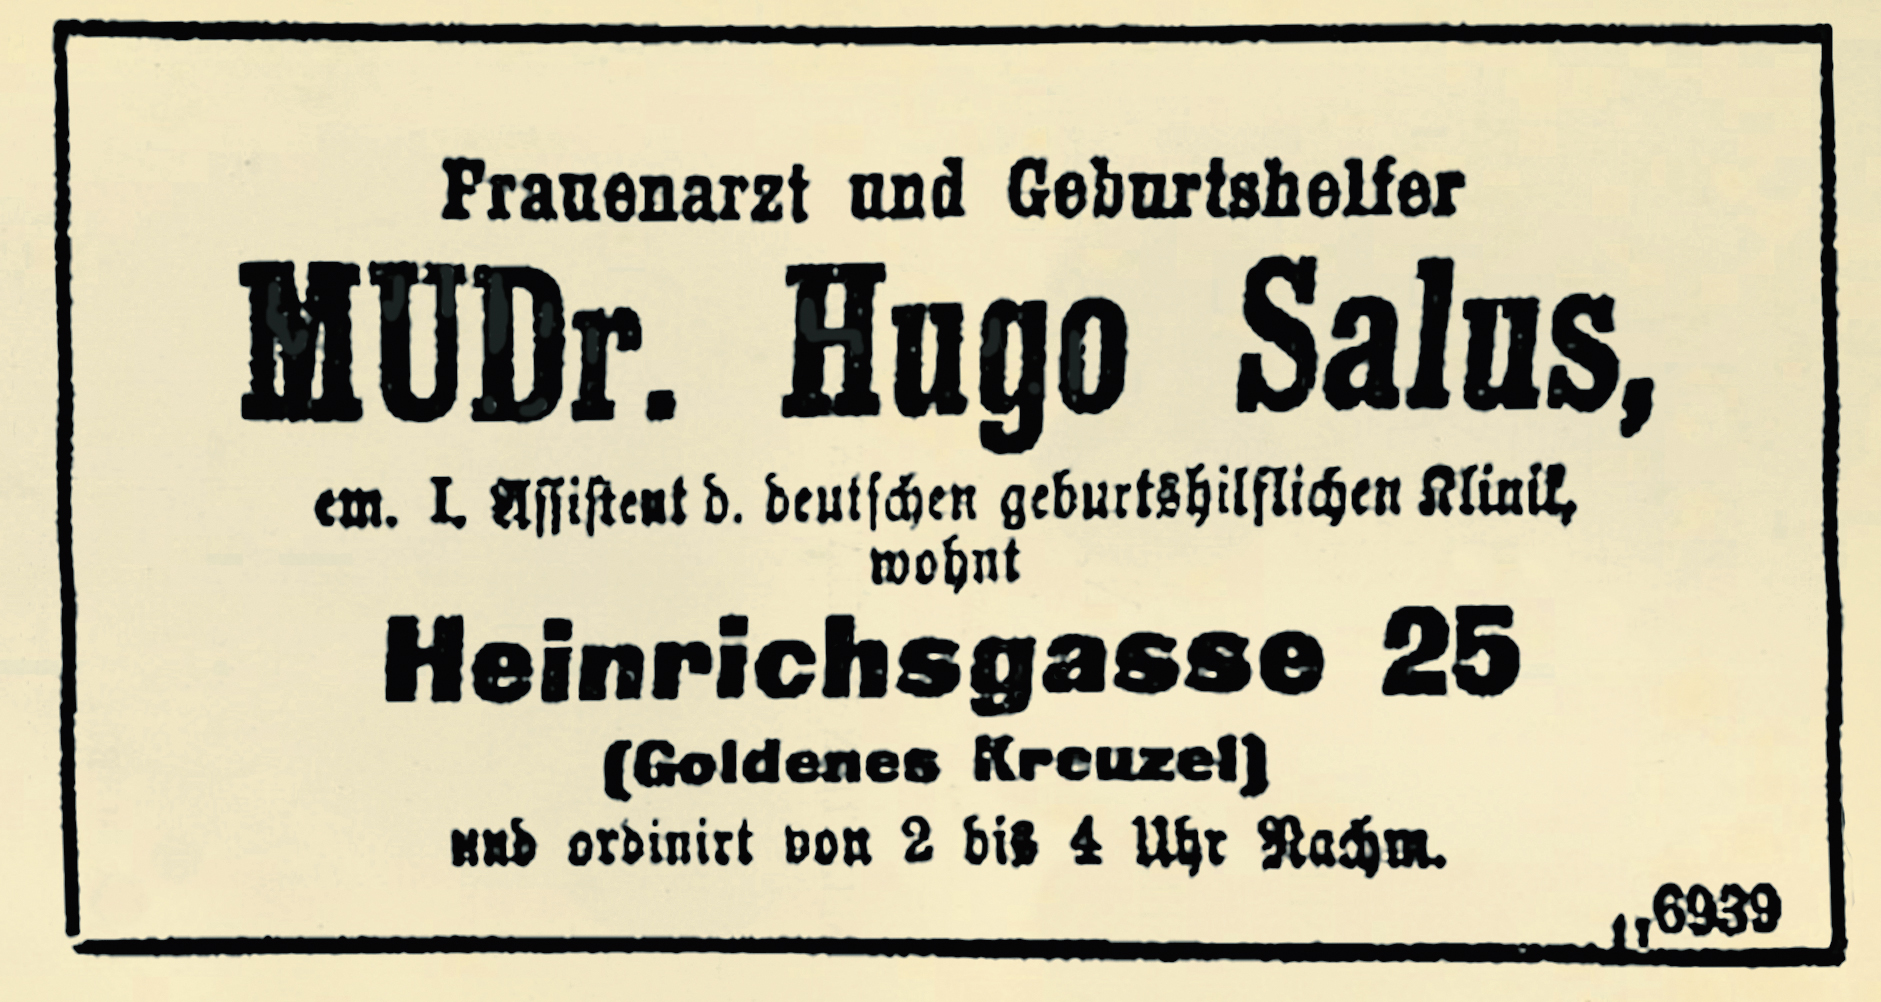 Frauenarzt und Geburtshelfer
MUDr. Hugo Salus,
em. I. Assistent d. deutschen geburtshilflichen Klinik,
wohnt
Heinrichsgasse 25
(Goldenes Kreuzel)
und ordinirt von 2 bis 4 Uhr Nachm.
6939